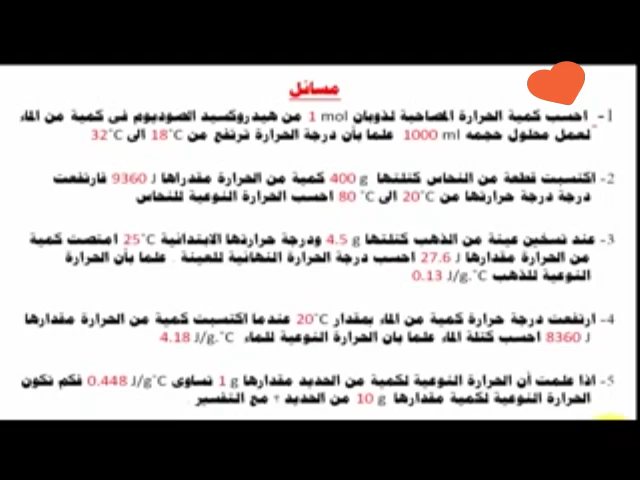 مسائل
1- احسب كمية الحرارة المصاحبة لذوبان 1 mol من هيدروكسيد الصوديوم فى كمية من الماء
لعمل محلول حجمه 1000 ml علما بأن درجة الحرارة ترتفع من 18°C الى 32°C
2- اكتسبت قطعة من النحاس كتلتها 400 g كمية من الحرارة مقدراها 9360 J فارتفعت
درجة درجة حرارتها من 20°C الى 80 °C احسب الحرارة النوعية للنحاس
3- عند تسخين عينة من الذهب كتلتها 4.5 g ودرجة حرارتها الابتدائية 25°C امتصت كمية
من الحرارة مقدارها 27.6 J احسب درجة الحرارة النهائية للعينة . علما بأن الحرارة
النوعية للذهب 0.13 J/g.°C
4- ارتفعت درجة حرارة كمية من الماء بمقدار 20°C عندما اكتسبت كمية من الحرارة مقدارها
8360 J احسب كتلة الماء علما بان الحرارة النوعية للماء 4.18 J/g.°C
5- اذا علمت أن الحرارة النوعية لكمية من الحديد مقدارها 1 g تساوى 0.448 J/g°C فكم تكون
الحرارة النوعية لكمية مقدارها 10 g من الحديد ؟ مع التفسير .